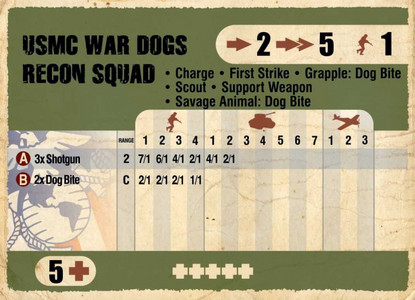 USMC WAR DOGS
RECON SQUAD
2 5 1
• Charge • First Strike • Grapple: Dog Bite
• Scout • Support Weapon
• Savage Animal: Dog Bite
RANGE 1 2 3 4 1 2 3 4 5 6 7 1 2 3
A 3x Shotgun 2 7/1 6/1 4/1 2/1 4/1 2/1
B 2x Dog Bite C 2/1 2/1 2/1 1/1
5